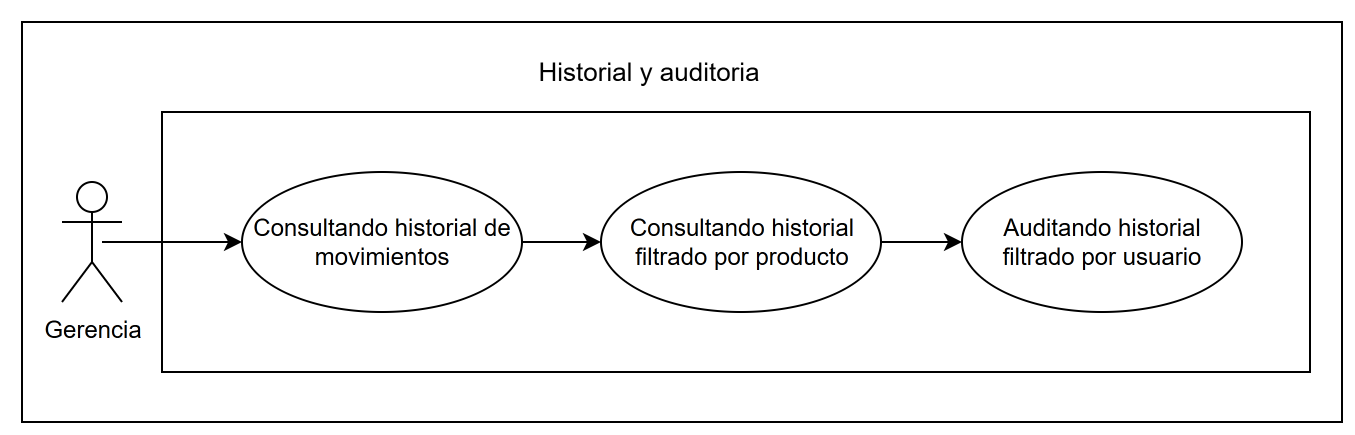 Historial y auditoria
Consultando historial de
movimientos
Consultando historial
filtrado por producto
Auditando historial
filtrado por usuario
Gerencia